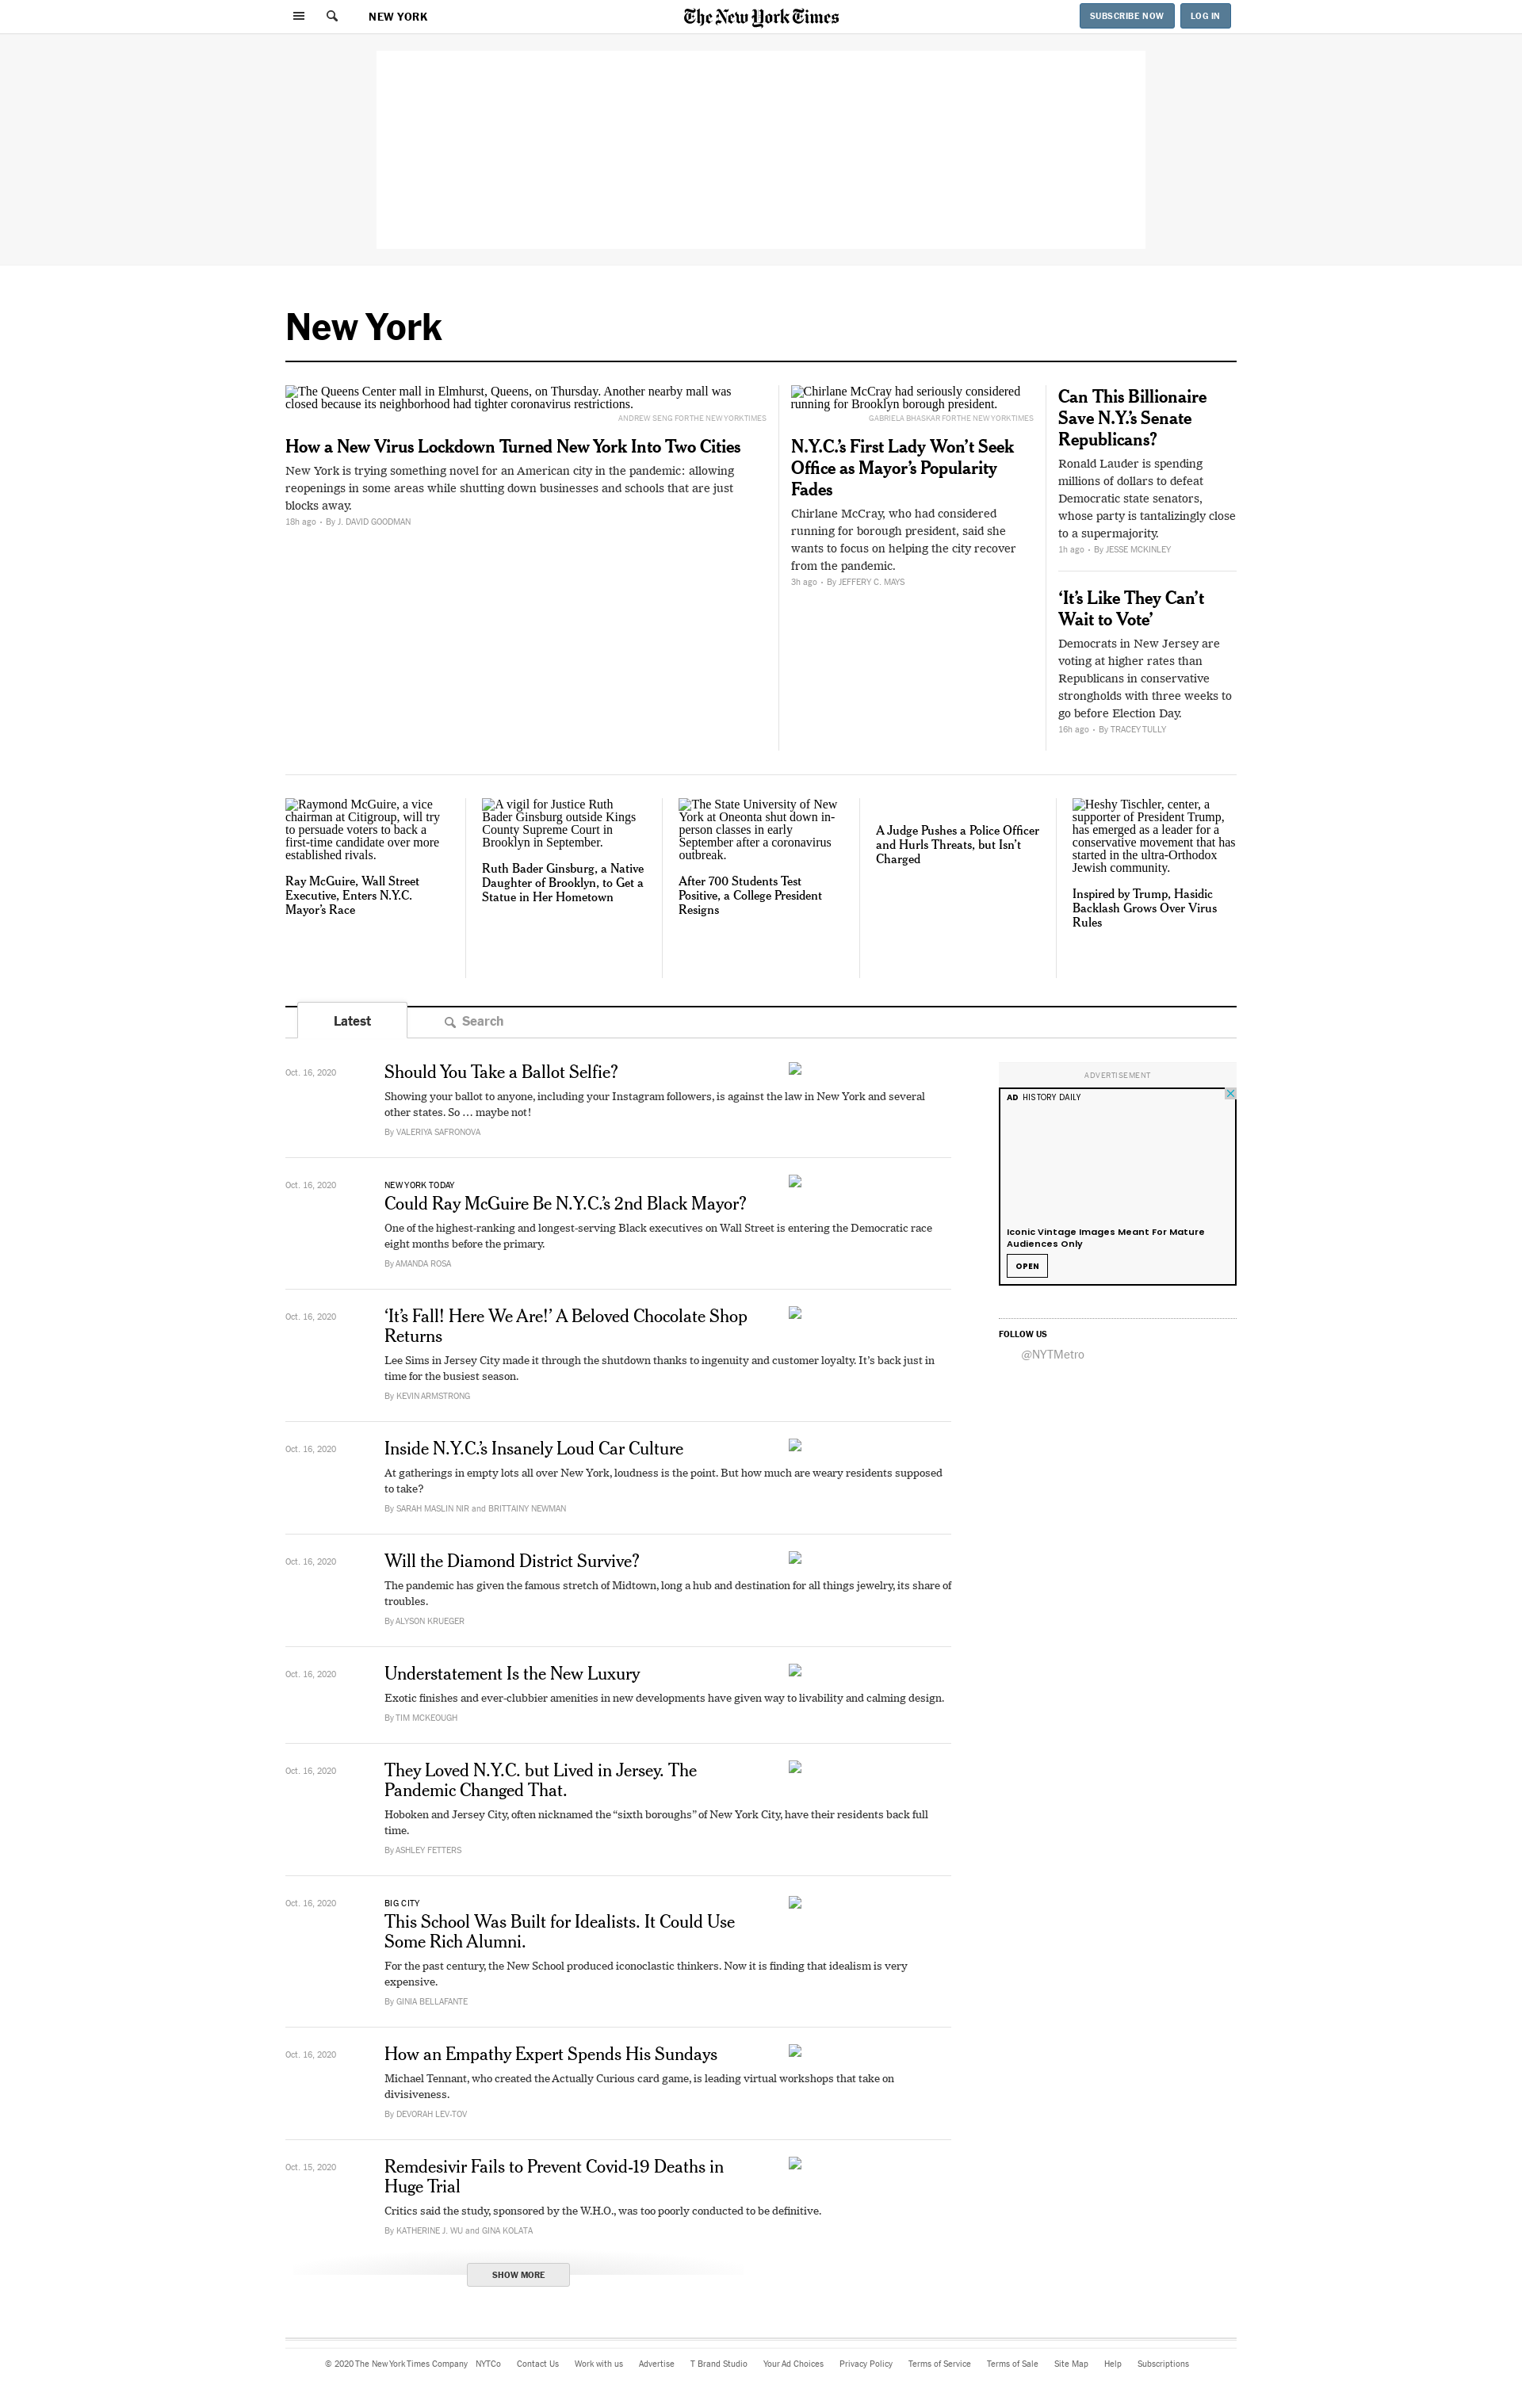 NEW YORK
The New York Times
SUBSCRIBE NOW
LOG IN
New York
The Queens Center mall in Elmhurst, Queens, on Thursday. Another nearby mall was
closed because its neighborhood had tighter coronavirus restrictions.
ANDREW SENG FOR THE NEW YORK TIMES
How a New Virus Lockdown Turned New York Into Two Cities
New York is trying something novel for an American city in the pandemic: allowing
reopenings in some areas while shutting down businesses and schools that are just
blocks away.
18h ago • By J. DAVID GOODMAN
Chirlane McCray had seriously considered
running for Brooklyn borough president.
GABRIELA BHASKAR FOR THE NEW YORK TIMES
N.Y.C.’s First Lady Won’t Seek
Office as Mayor’s Popularity
Fades
Chirlane McCray, who had considered
running for borough president, said she
wants to focus on helping the city recover
from the pandemic.
3h ago • By JEFFERY C. MAYS
Can This Billionaire
Save N.Y.’s Senate
Republicans?
Ronald Lauder is spending
millions of dollars to defeat
Democratic state senators,
whose party is tantalizingly close
to a supermajority.
1h ago • By JESSE MCKINLEY
‘It’s Like They Can’t
Wait to Vote’
Democrats in New Jersey are
voting at higher rates than
Republicans in conservative
strongholds with three weeks to
go before Election Day.
16h ago • By TRACEY TULLY
Raymond McGuire, a vice
chairman at Citigroup, will try
to persuade voters to back a
first-time candidate over more
established rivals.
Ray McGuire, Wall Street
Executive, Enters N.Y.C.
Mayor’s Race
A vigil for Justice Ruth
Bader Ginsburg outside Kings
County Supreme Court in
Brooklyn in September.
Ruth Bader Ginsburg, a Native
Daughter of Brooklyn, to Get a
Statue in Her Hometown
The State University of New
York at Oneonta shut down in-
person classes in early
September after a coronavirus
outbreak.
After 700 Students Test
Positive, a College President
Resigns
A Judge Pushes a Police Officer
and Hurls Threats, but Isn’t
Charged
Heshy Tischler, center, a
supporter of President Trump,
has emerged as a leader for a
conservative movement that has
started in the ultra-Orthodox
Jewish community.
Inspired by Trump, Hasidic
Backlash Grows Over Virus
Rules
Latest
Search
Oct. 16, 2020
Should You Take a Ballot Selfie?
Showing your ballot to anyone, including your Instagram followers, is against the law in New York and several
other states. So … maybe not!
By VALERIYA SAFRONOVA
Oct. 16, 2020
NEW YORK TODAY
Could Ray McGuire Be N.Y.C.’s 2nd Black Mayor?
One of the highest-ranking and longest-serving Black executives on Wall Street is entering the Democratic race
eight months before the primary.
By AMANDA ROSA
Oct. 16, 2020
‘It’s Fall! Here We Are!’ A Beloved Chocolate Shop
Returns
Lee Sims in Jersey City made it through the shutdown thanks to ingenuity and customer loyalty. It’s back just in
time for the busiest season.
By KEVIN ARMSTRONG
Oct. 16, 2020
Inside N.Y.C.’s Insanely Loud Car Culture
At gatherings in empty lots all over New York, loudness is the point. But how much are weary residents supposed
to take?
By SARAH MASLIN NIR and BRITTAINY NEWMAN
Oct. 16, 2020
Will the Diamond District Survive?
The pandemic has given the famous stretch of Midtown, long a hub and destination for all things jewelry, its share of
troubles.
By ALYSON KRUEGER
Oct. 16, 2020
Understatement Is the New Luxury
Exotic finishes and ever-clubbier amenities in new developments have given way to livability and calming design.
By TIM MCKEOUGH
Oct. 16, 2020
They Loved N.Y.C. but Lived in Jersey. The
Pandemic Changed That.
Hoboken and Jersey City, often nicknamed the “sixth boroughs” of New York City, have their residents back full
time.
By ASHLEY FETTERS
Oct. 16, 2020
BIG CITY
This School Was Built for Idealists. It Could Use
Some Rich Alumni.
For the past century, the New School produced iconoclastic thinkers. Now it is finding that idealism is very
expensive.
By GINIA BELLAFANTE
Oct. 16, 2020
How an Empathy Expert Spends His Sundays
Michael Tennant, who created the Actually Curious card game, is leading virtual workshops that take on
divisiveness.
By DEVORAH LEV-TOV
Oct. 15, 2020
Remdesivir Fails to Prevent Covid-19 Deaths in
Huge Trial
Critics said the study, sponsored by the W.H.O., was too poorly conducted to be definitive.
By KATHERINE J. WU and GINA KOLATA
SHOW MORE
ADVERTISEMENT
AD HISTORY DAILY
Iconic Vintage Images Meant For Mature
Audiences Only
OPEN
FOLLOW US
@NYTMetro
© 2020 The New York Times Company NYTCo Contact Us Work with us Advertise T Brand Studio Your Ad Choices Privacy Policy Terms of Service Terms of Sale Site Map Help Subscriptions